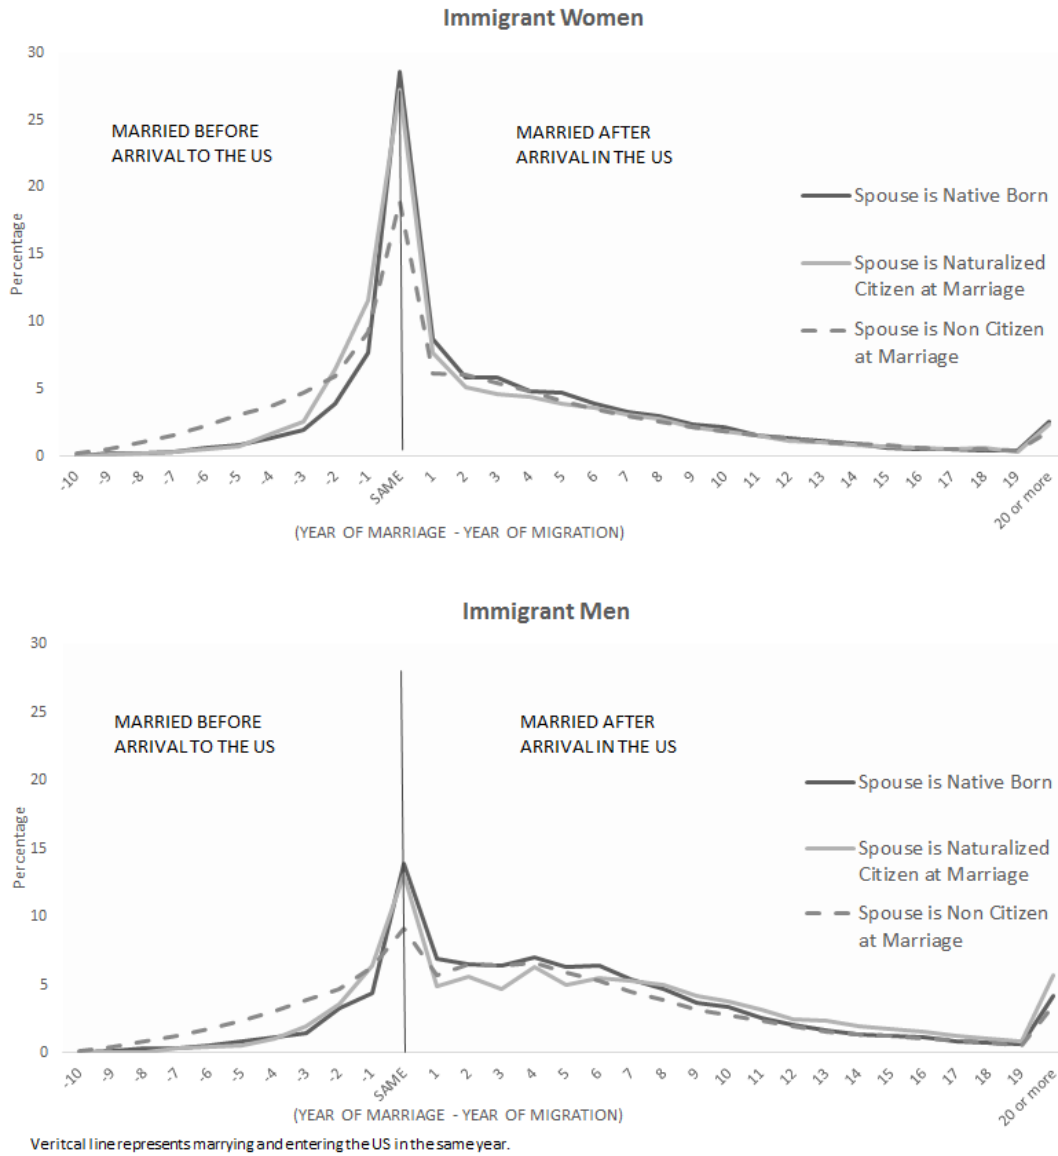 Immigrant Women
30
25
20
15
10
5
0
Percentage
MARRIED BEFORE
ARRIVAL TO THE US
MARRIED AFTER
ARRIVAL IN THE US
Spouse is Native Born
Spouse is Naturalized
Citizen at Marriage
Spouse is Non Citizen
at Marriage
-10 -9 -8 -7 -6 -5 -4 -3 -2 -1 SAME 1 2 3 4 5 6 7 8 9 10 11 12 13 14 15 16 17 18 19 20 or more
(YEAR OF MARRIAGE - YEAR OF MIGRATION)
Immigrant Men
30
25
20
15
10
5
0
Percentage
MARRIED BEFORE
ARRIVAL TO THE US
MARRIED AFTER
ARRIVAL IN THE US
Spouse is Native Born
Spouse is Naturalized
Citizen at Marriage
Spouse is Non Citizen
at Marriage
-10 -9 -8 -7 -6 -5 -4 -3 -2 -1 SAME 1 2 3 4 5 6 7 8 9 10 11 12 13 14 15 16 17 18 19 20 or more
(YEAR OF MARRIAGE - YEAR OF MIGRATION)
Veritcal line represents marrying and entering the US in the same year.